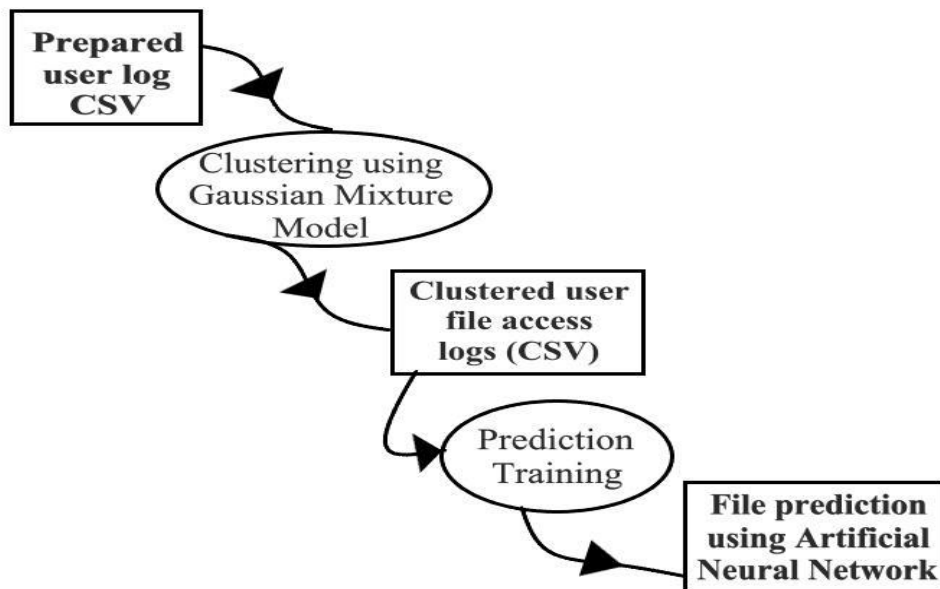 Prepared
user log
CSV
Clustering using
Gaussian Mixture
Model
Clustered user
file access
logs (CSV)
Prediction
Training
File prediction
using Artificial
Neural Network